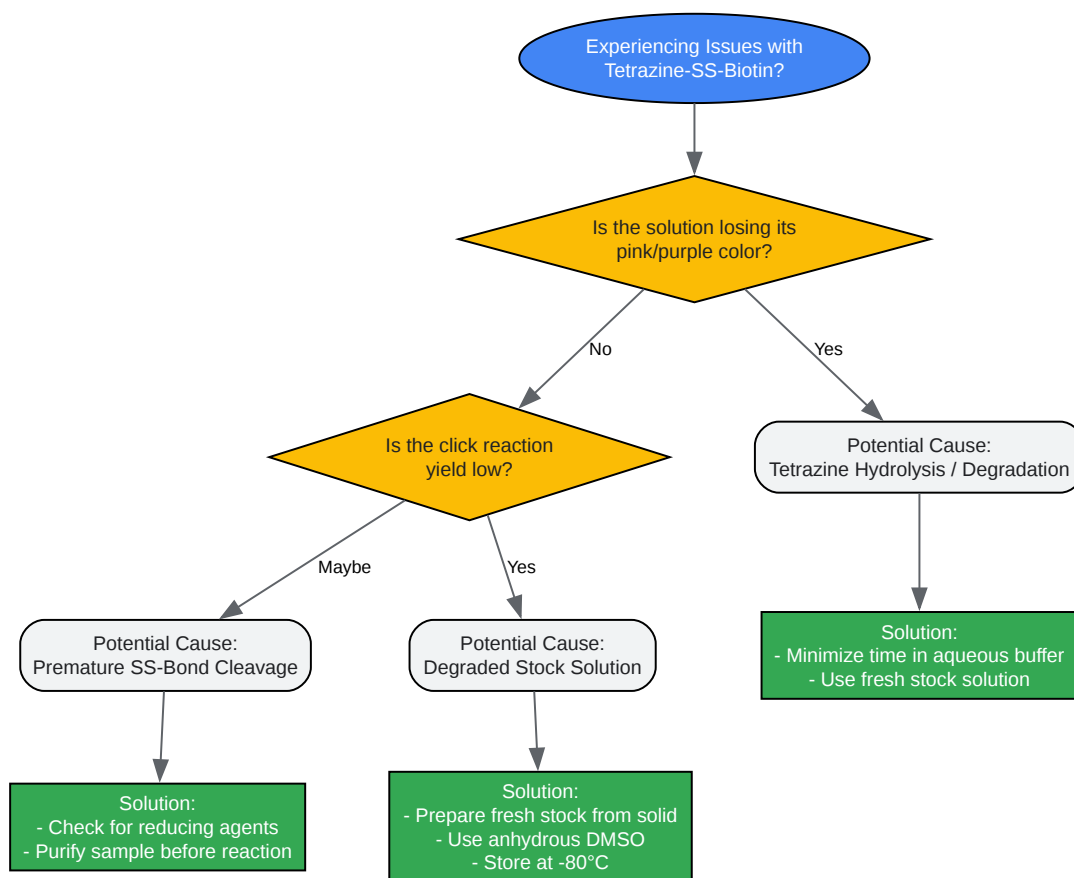 Experiencing Issues with
Tetrazine-SS-Biotin?
Is the solution losing its
pink/purple color?
No
Yes
Is the click reaction
yield low?
Potential Cause:
Tetrazine Hydrolysis / Degradation
Maybe
Yes
Potential Cause:
Premature SS-Bond Cleavage
Potential Cause:
Degraded Stock Solution
Solution:
- Minimize time in aqueous buffer
- Use fresh stock solution
Solution:
- Check for reducing agents
- Purify sample before reaction
Solution:
- Prepare fresh stock from solid
- Use anhydrous DMSO
- Store at -80°C